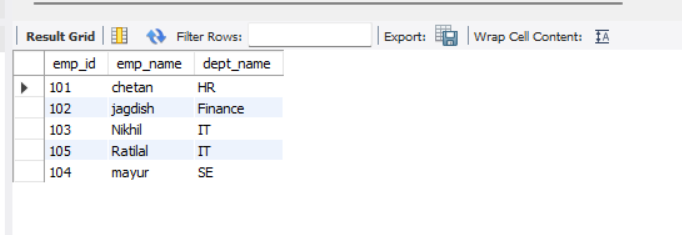 Result Grid Filter Rows: Export: Wrap Cell Content:
emp_id emp_name dept_name
101 chetan HR
102 jagdish Finance
103 Nikhil IT
105 Ratilal IT
104 mayur SE